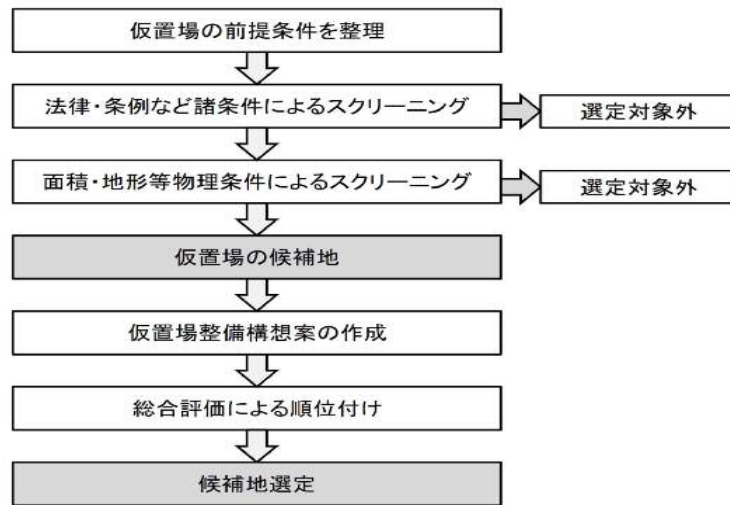 仮置場の前提条件を整理
法律・条例など諸条件によるスクリーニング
選定対象外
面積・地形等物理条件によるスクリーニング
選定対象外
仮置場の候補地
仮置場整備構想案の作成
総合評価による順位付け
候補地選定